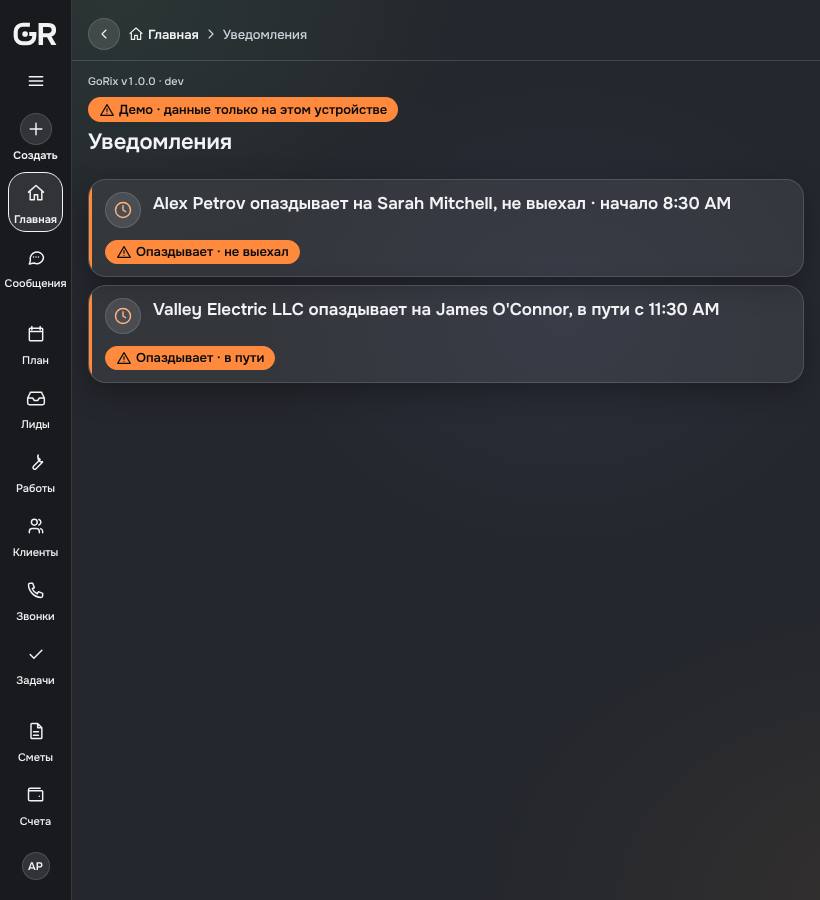 GR
Главная
Уведомления
GoRix v1.0.0 · dev
Демо · данные только на этом устройстве
Уведомления
Alex Petrov опаздывает на Sarah Mitchell, не выехал · начало 8:30 AM
Опаздывает · не выехал
Valley Electric LLC опаздывает на James O'Connor, в пути с 11:30 AM
Опаздывает · в пути
Создать
Главная
Сообщения
План
Лиды
Работы
Клиенты
Звонки
Задачи
Сметы
Счета
AP